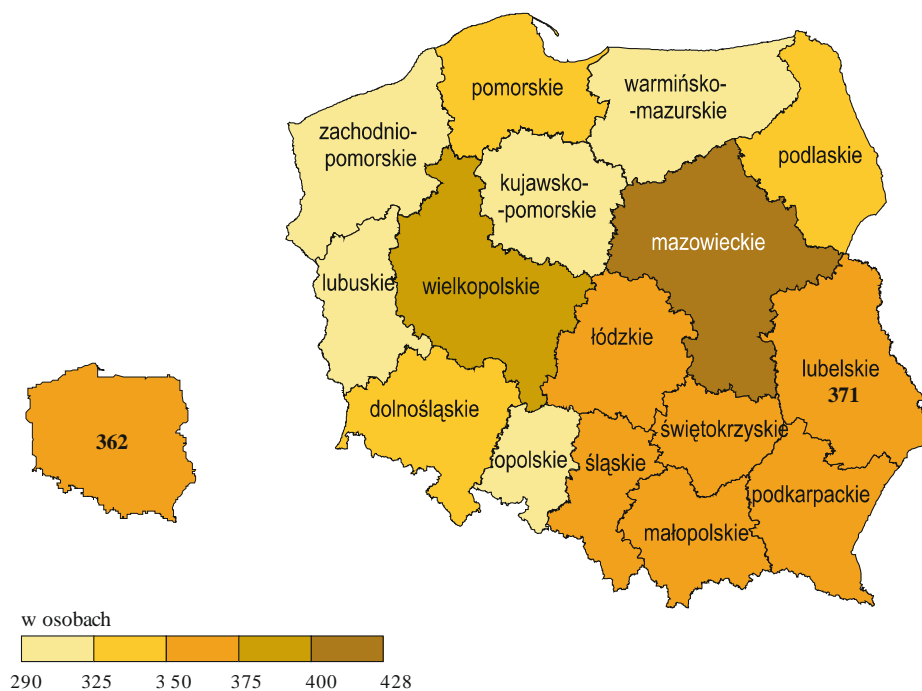 pomorskie
warmińsko-
-mazurskie
zachodnio-
pomorskie
podlaskie
kujawsko-
-pomorskie
mazowieckie
lubuskie
wielkopolskie
łódzkie
lubelskie
371
dolnośląskie
świętokrzyskie
362
opolskie
śląskie
podkarpackie
małopolskie
w osobach
290 325 3 50 375 400 428